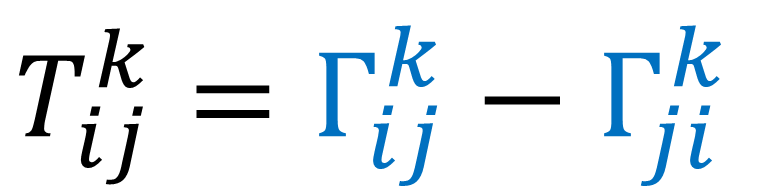 T^k_{ij} = Γ^k_{ij} − Γ^k_{ji}